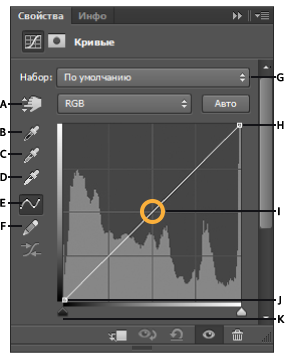 Свойства Инфо
Кривые
Набор: По умолчанию G
A RGB Авто
B H
C
D
E I
F
J
K